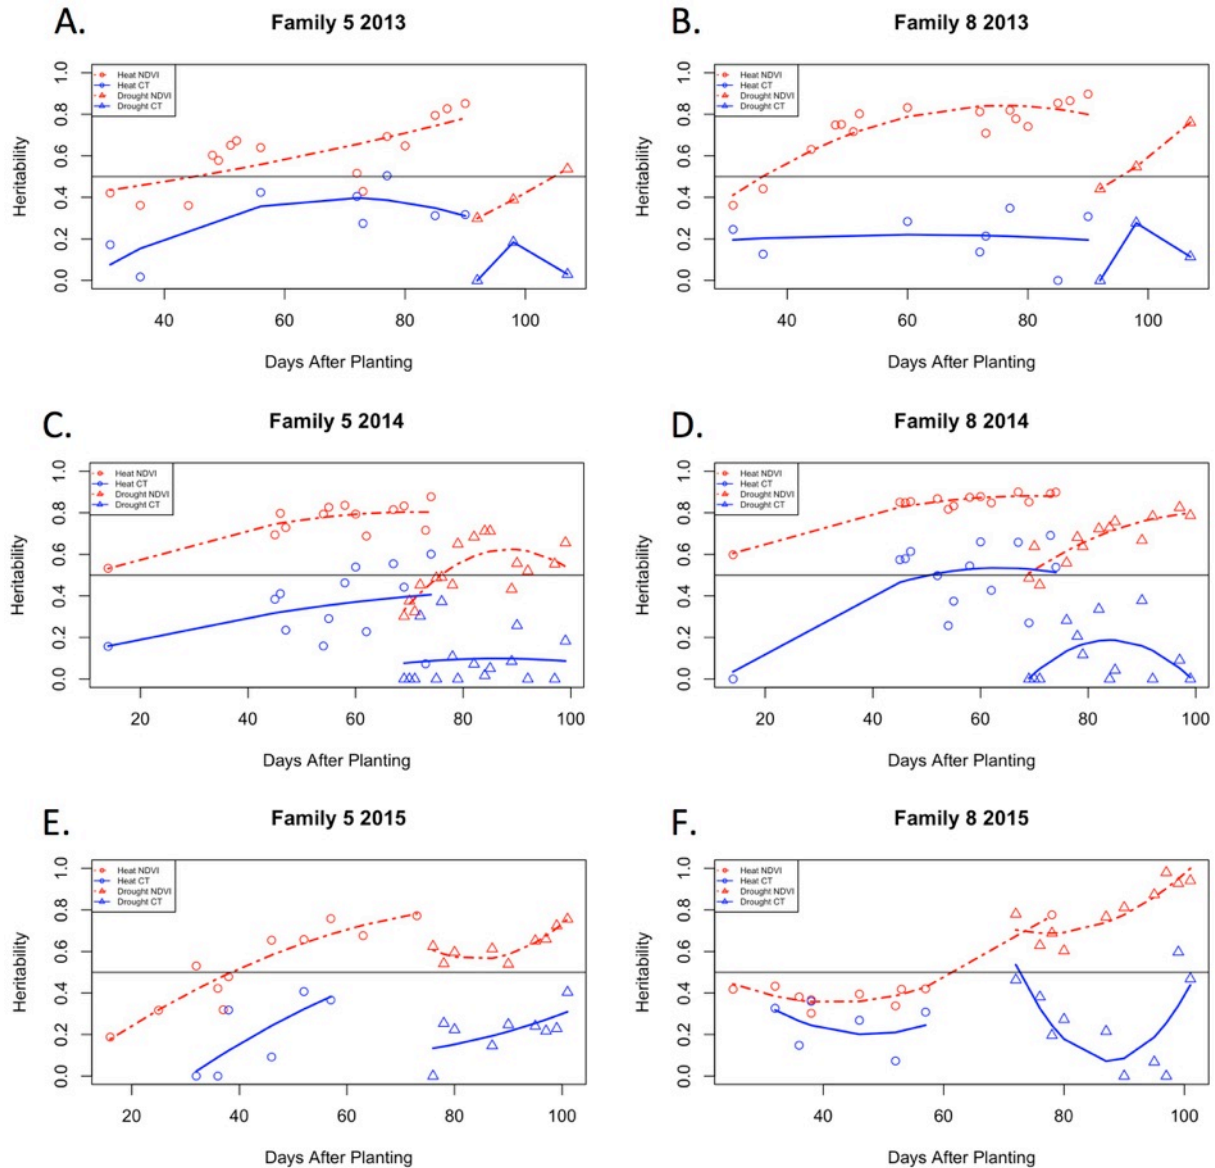 A.
Family 5 2013
Heritability
1.0
0.8
0.6
0.4
0.2
0.0
Heat NDVI
Heat CT
Drought NDVI
Drought CT
40 60 80 100
Days After Planting
B.
Family 8 2013
Heritability
1.0
0.8
0.6
0.4
0.2
0.0
Heat NDVI
Heat CT
Drought NDVI
Drought CT
40 60 80 100
Days After Planting
C.
Family 5 2014
Heritability
1.0
0.8
0.6
0.4
0.2
0.0
Heat NDVI
Heat CT
Drought NDVI
Drought CT
20 40 60 80 100
Days After Planting
D.
Family 8 2014
Heritability
1.0
0.8
0.6
0.4
0.2
0.0
Heat NDVI
Heat CT
Drought NDVI
Drought CT
20 40 60 80 100
Days After Planting
E.
Family 5 2015
Heritability
1.0
0.8
0.6
0.4
0.2
0.0
Heat NDVI
Heat CT
Drought NDVI
Drought CT
20 40 60 80 100
Days After Planting
F.
Family 8 2015
Heritability
1.0
0.8
0.6
0.4
0.2
0.0
Heat NDVI
Heat CT
Drought NDVI
Drought CT
40 60 80 100
Days After Planting